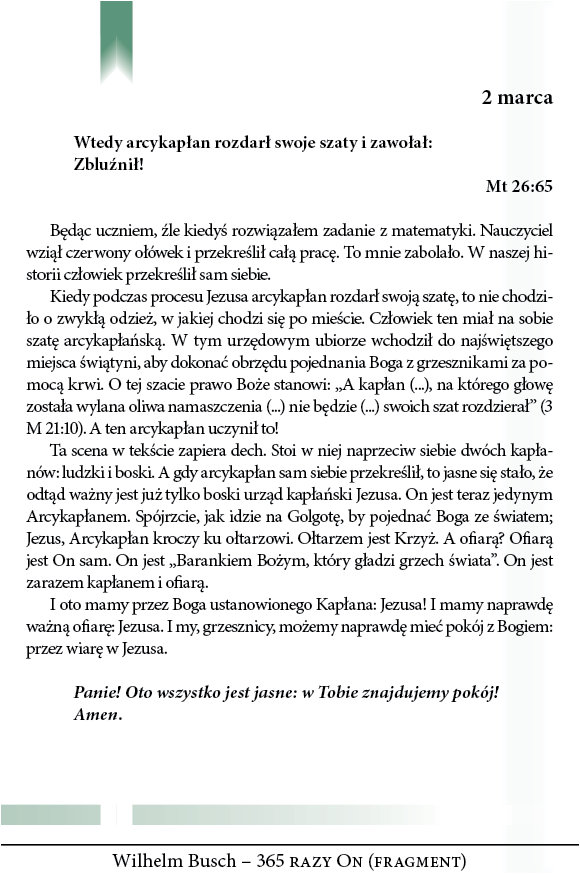 2 marca
Wtedy arcykapłan rozdarł swoje szaty i zawołał:
Zbluźnił!
Mt 26:65
Będąc uczniem, źle kiedyś rozwiązałem zadanie z matematyki. Nauczyciel
wziął czerwony ołówek i przekreślił całą pracę. To mnie zabolało. W naszej hi-
storii człowiek przekreślił sam siebie.
Kiedy podczas procesu Jezusa arcykapłan rozdarł swoją szatę, to nie chodzi-
ło o zwykłą odzież, w jakiej chodzi się po mieście. Człowiek ten miał na sobie
szatę arcykapłańską. W tym urzędowym ubiorze wchodził do najświętszego
miejsca świątyni, aby dokonać obrzędu pojednania Boga z grzesznikami za po-
mocą krwi. O tej szacie prawo Boże stanowi: „A kapłan (...), na którego głowę
została wylana oliwa namaszczenia (...) nie będzie (...) swoich szat rozdzierał” (3
M 21:10). A ten arcykapłan uczynił to!
Ta scena w tekście zapiera dech. Stoi w niej naprzeciw siebie dwóch kapła-
nów: ludzki i boski. A gdy arcykapłan sam siebie przekreślił, to jasne się stało, że
odtąd ważny jest już tylko boski urząd kapłański Jezusa. On jest teraz jedynym
Arcykapłanem. Spójrzcie, jak idzie na Golgotę, by pojednać Boga ze światem;
Jezus, Arcykapłan kroczy ku ołtarzowi. Ołtarzem jest Krzyż. A ofiarą? Ofiarą
jest On sam. On jest „Barankiem Bożym, który gładzi grzech świata”. On jest
zarazem kapłanem i ofiarą.
I oto mamy przez Boga ustanowionego Kapłana: Jezusa! I mamy naprawdę
ważną ofiarę: Jezusa. I my, grzesznicy, możemy naprawdę mieć pokój z Bogiem:
przez wiarę w Jezusa.
Panie! Oto wszystko jest jasne: w Tobie znajdujemy pokój!
Amen.
Wilhelm Busch – 365 razy On (fragment)